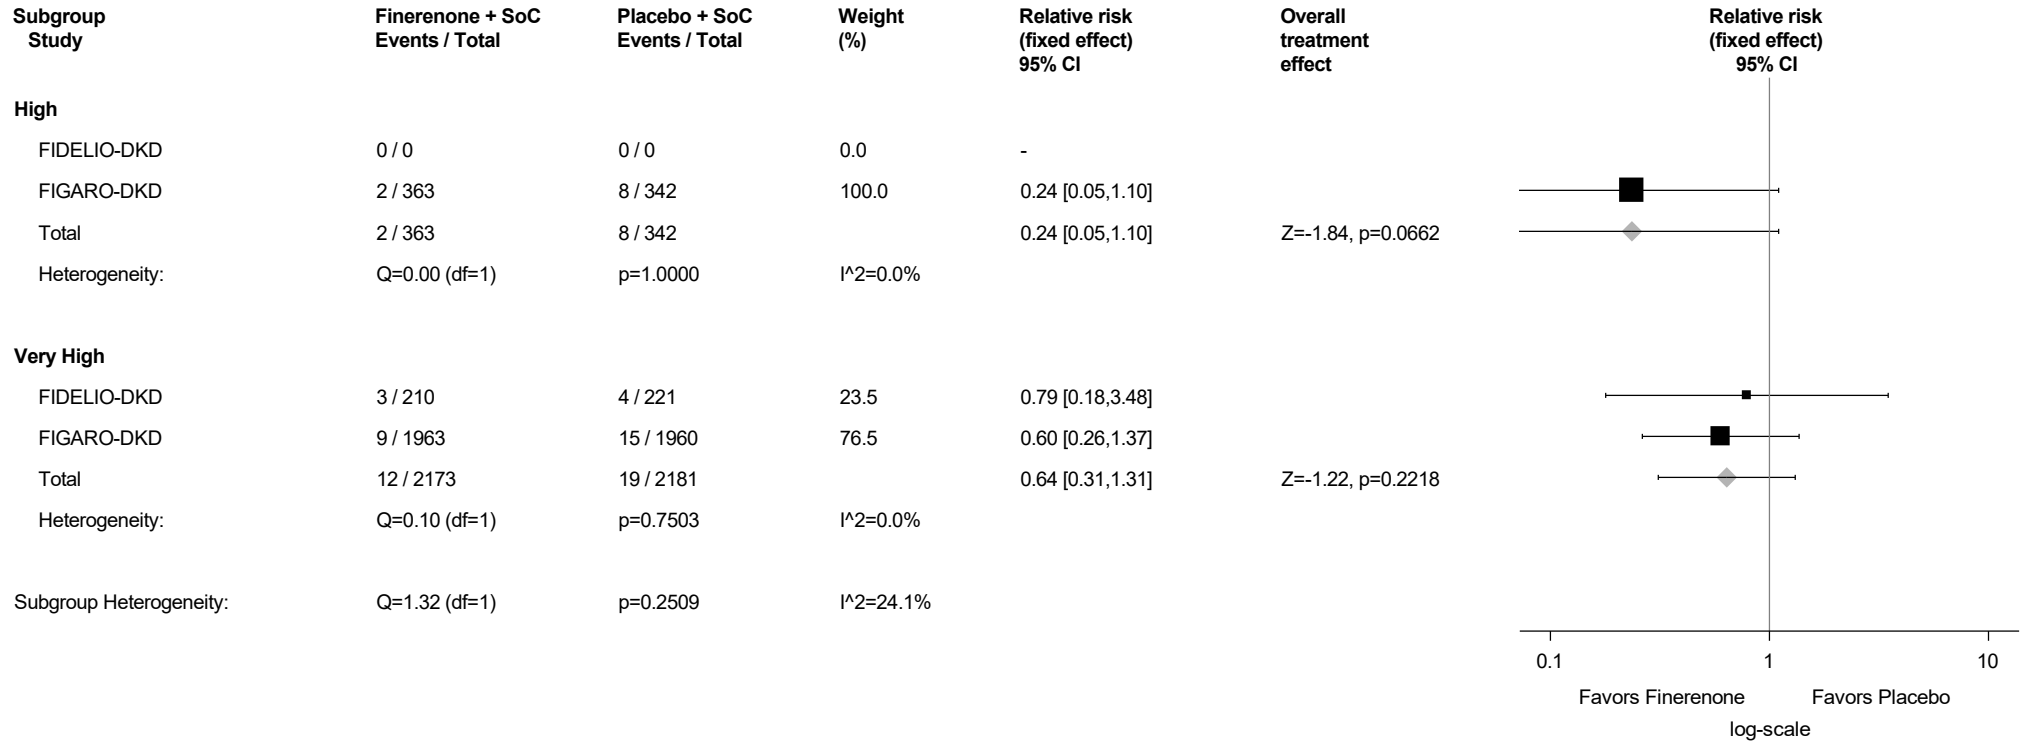 Subgroup Finerenone + SoC Placebo + SoC Weight Relative risk Overall Relative risk
Study Events / Total Events / Total (%) (fixed effect) treatment (fixed effect)
95% CI effect 95% CI
High
FIDELIO-DKD 0 / 0 0 / 0 0.0 -
FIGARO-DKD 2 / 363 8 / 342 100.0 0.24 [0.05,1.10]
Total 2 / 363 8 / 342 0.24 [0.05,1.10] Z=-1.84, p=0.0662
Heterogeneity: Q=0.00 (df=1) p=1.0000 I^2=0.0%
Very High
FIDELIO-DKD 3 / 210 4 / 221 23.5 0.79 [0.18,3.48]
FIGARO-DKD 9 / 1963 15 / 1960 76.5 0.60 [0.26,1.37]
Total 12 / 2173 19 / 2181 0.64 [0.31,1.31] Z=-1.22, p=0.2218
Heterogeneity: Q=0.10 (df=1) p=0.7503 I^2=0.0%
Subgroup Heterogeneity: Q=1.32 (df=1) p=0.2509 I^2=24.1%
0.1 1 10
Favors Finerenone Favors Placebo
log-scale